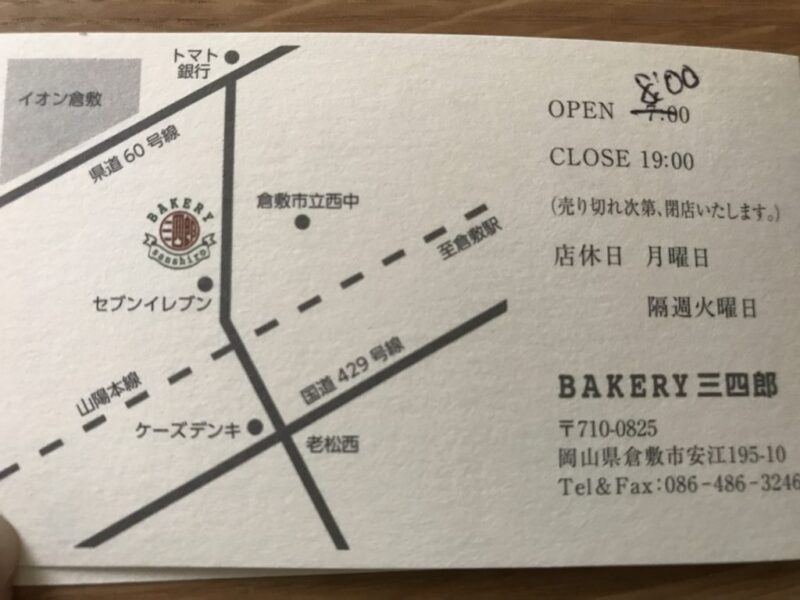 トマト
銀行
イオン倉敷
県道60号線
BAKERY
三四郎
sanshiro
倉敷市立西中
至倉敷駅
セブンイレブン
山陽本線
国道429号線
ケーズデンキ
老松西
8:00
OPEN 7:00
CLOSE 19:00
(売り切れ次第、閉店いたします。)
店休日 月曜日
隔週火曜日
BAKERY三四郎
〒710-0825
岡山県倉敷市安江195-10
Tel&Fax:086-486-3246